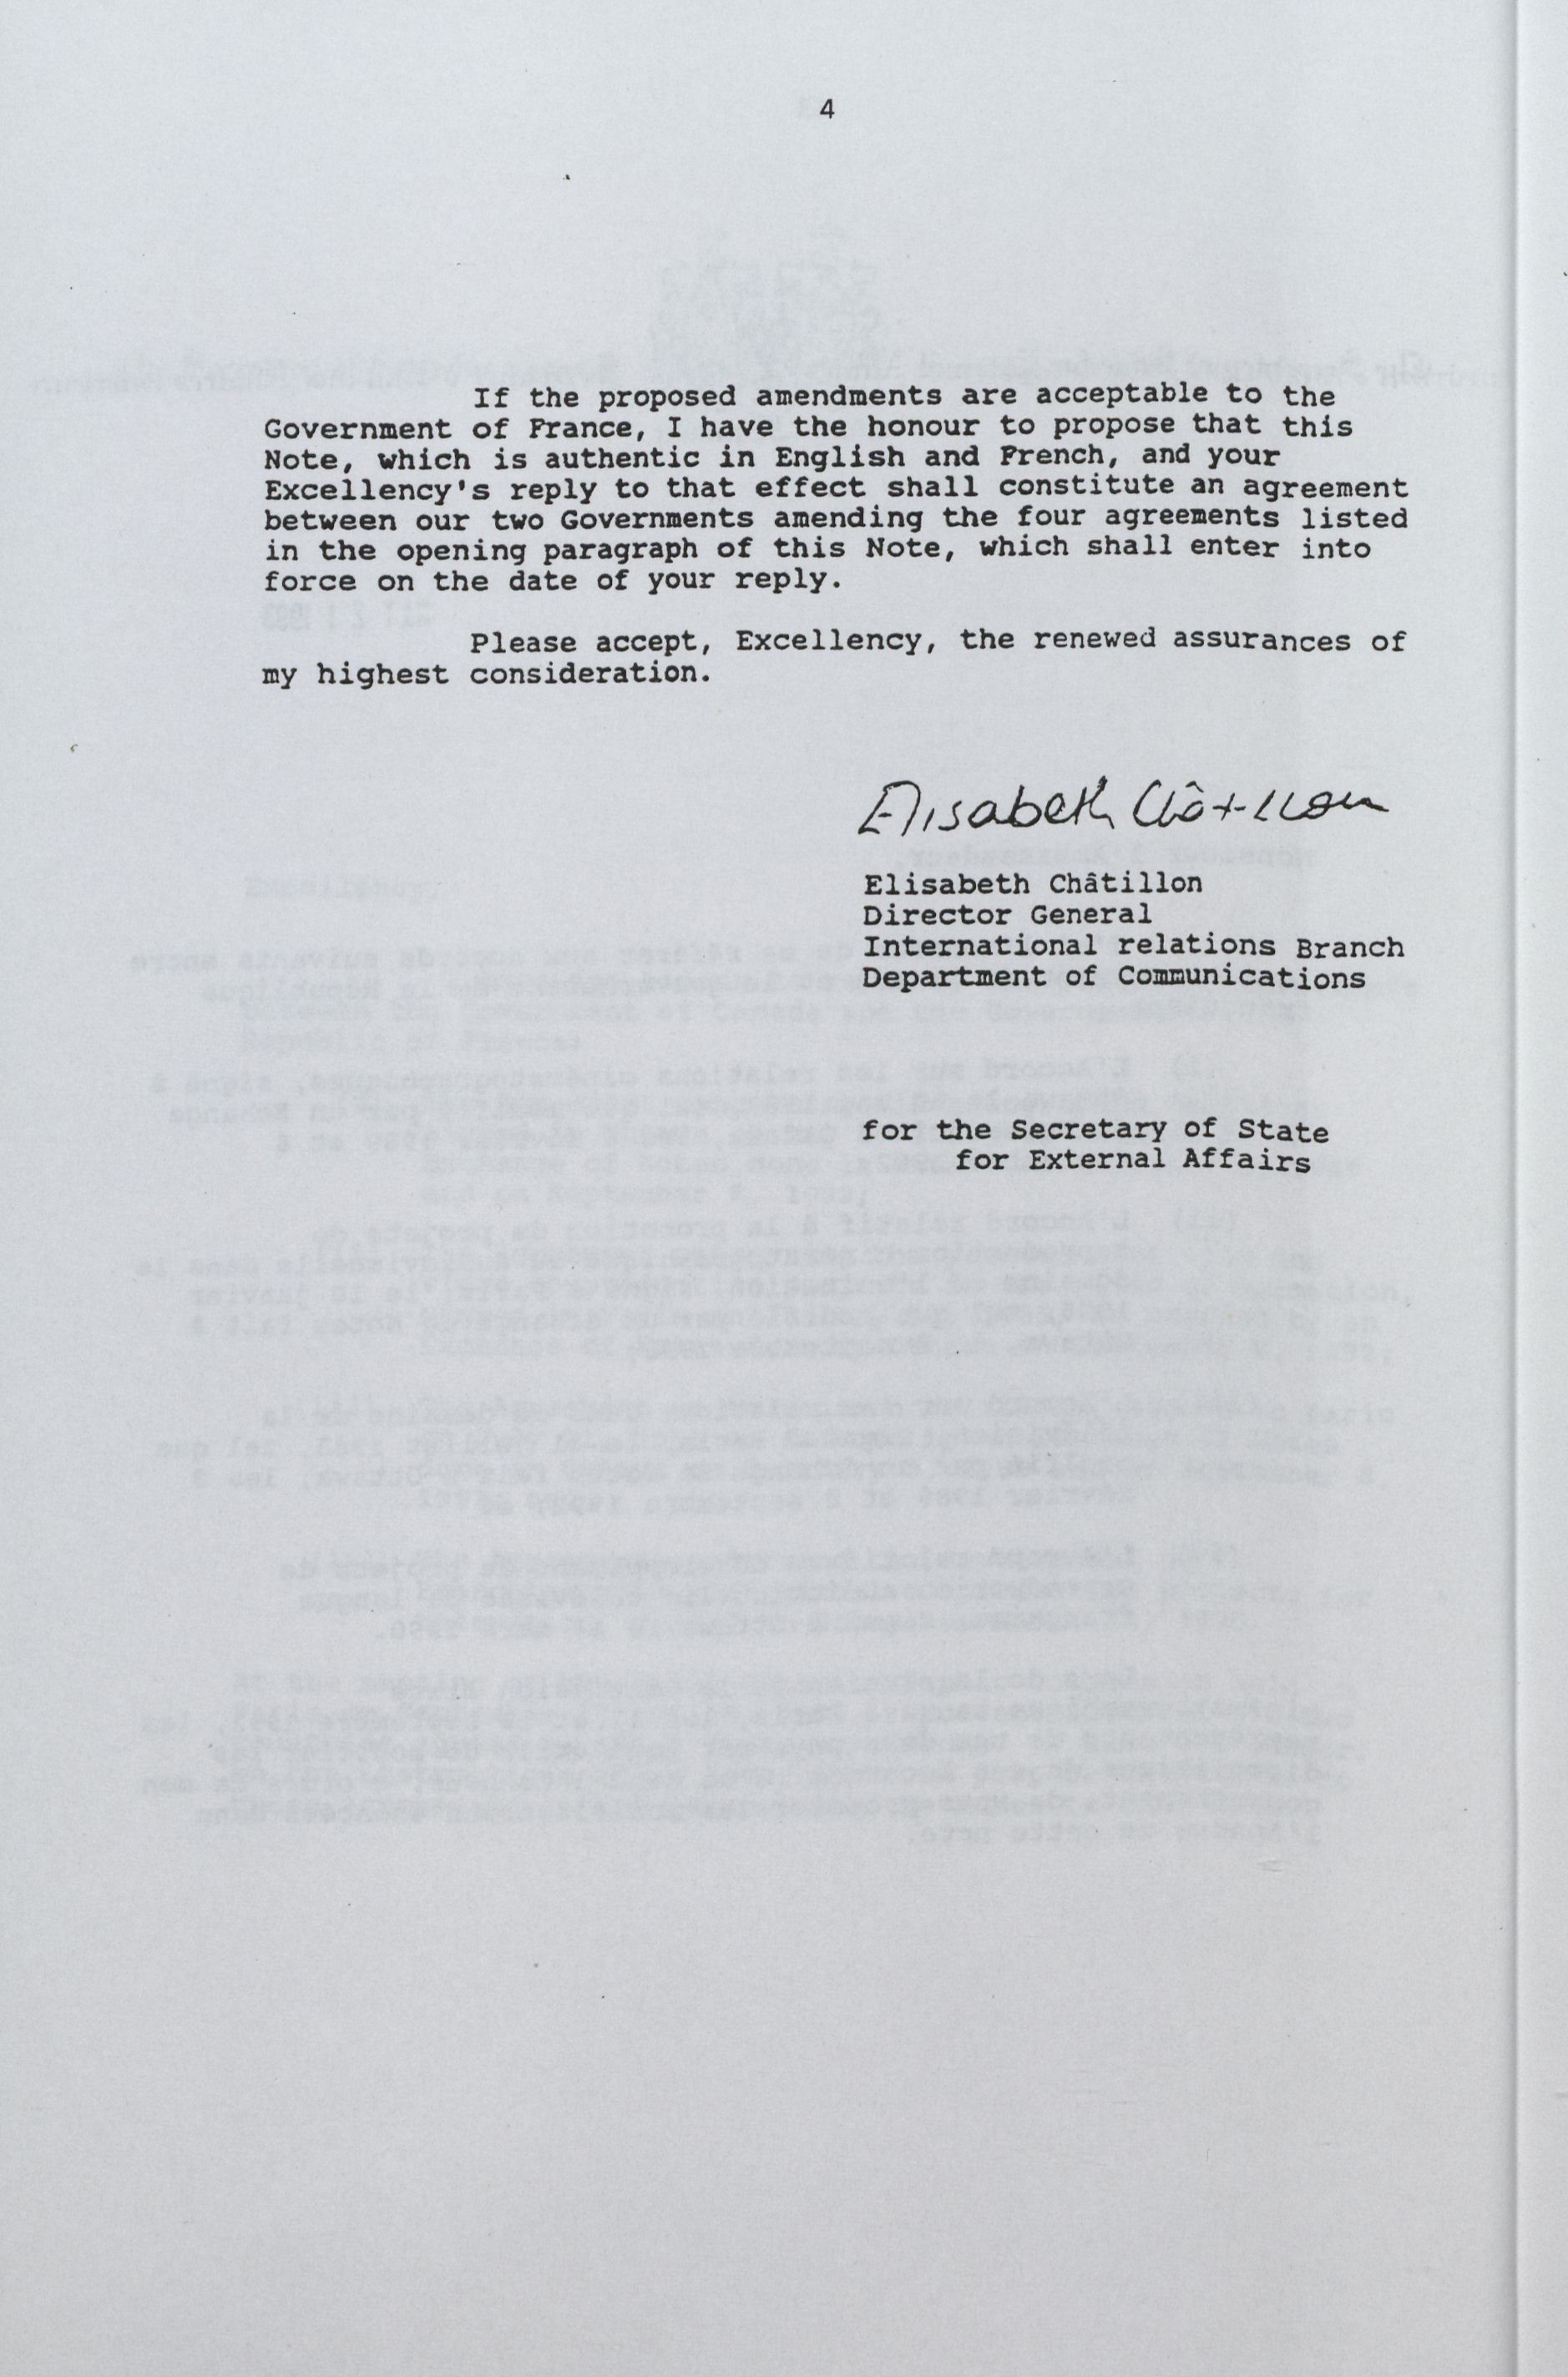 4
If the proposed amendments are acceptable to the
Government of France, I have the honour to propose that this
Note, which is authentic in English and French, and your
Excellency's reply to that effect shall constitute an agreement
between our two Governments amending the four agreements listed
in the opening paragraph of this Note, which shall enter into
force on the date of your reply.
Please accept, Excellency, the renewed assurances of
my highest consideration.
Elisabeth Châtillon
Elisabeth Châtillon
Director General
International relations Branch
Department of Communications
for the Secretary of State
for External Affairs